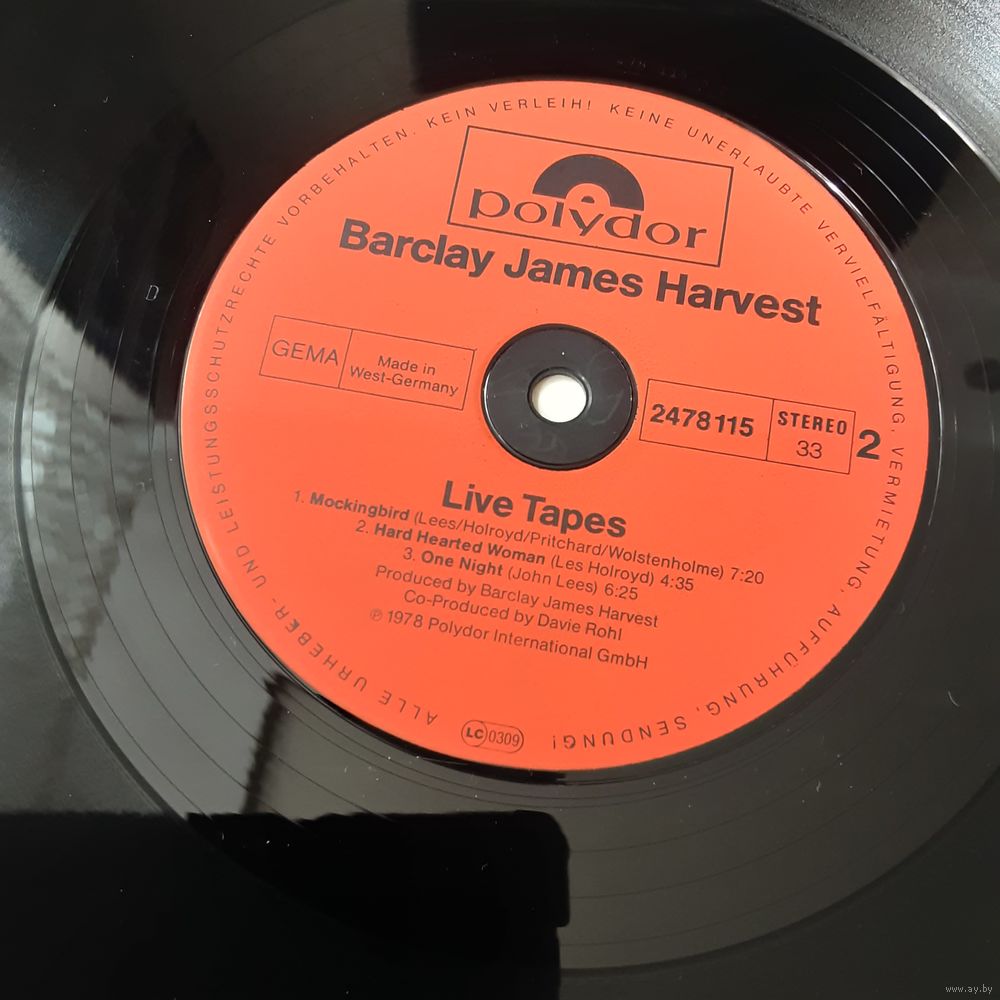 ALLE URHEBER- UND LEISTUNGSSCHUTZRECHTE VORBEHALTEN. KEIN VERLEIH! KEINE UNERLAUBTE VERVIELFÄLTIGUNG, VERMIETUNG, AUFFÜHRUNG, SENDUNG!
polydor
Barclay James Harvest
GEMA
Made in
West-Germany
2478115
STEREO
33
2
Live Tapes
1. Mockingbird (Lees/Holroyd/Pritchard/Wolstenholme) 7:20
2. Hard Hearted Woman (Les Holroyd) 4:35
3. One Night (John Lees) 6:25
Produced by Barclay James Harvest
Co-Produced by Davie Rohl
℗ 1978 Polydor International GmbH
LC 0309
D
www.ay.by